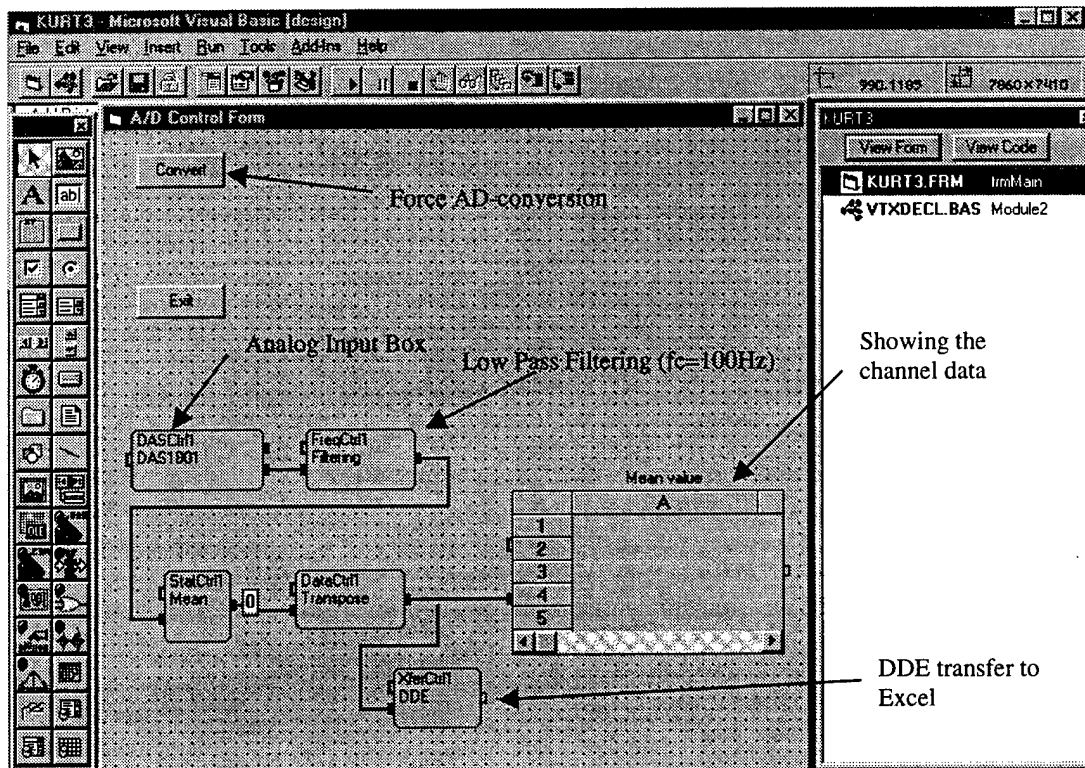 KURT3 - Microsoft Visual Basic [design]
File Edit View Insert Run Tools Add-Ins Help
990,1185 7860×7410
A/D Control Form
KURT3
Convert
View Form View Code
Force AD-conversion
KURT3.FRM frmMain
VTXDECL.BAS Module2
Exit
Analog Input Box
Low Pass Filtering (fc=100Hz)
Showing the
channel data
DASCtrl1
DAS1801
FreqCtrl1
Filtering
Mean value
A
1
2
3
4
5
StatCtrl1
Mean
0
DataCtrl1
Transpose
XferCtrl1
DDE
DDE transfer to
Excel